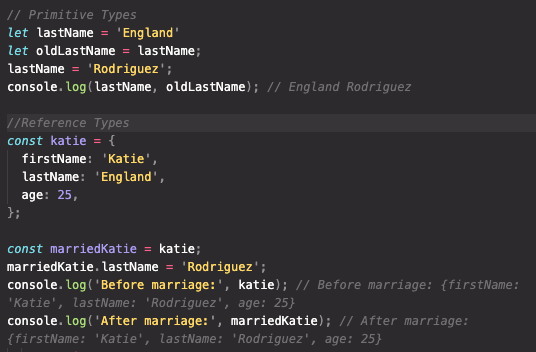 // Primitive Types
let lastName = 'England'
let oldLastName = lastName;
lastName = 'Rodriguez';
console.log(lastName, oldLastName); // England Rodriguez
//Reference Types
const katie = {
firstName: 'Katie',
lastName: 'England',
age: 25,
};
const marriedKatie = katie;
marriedKatie.lastName = 'Rodriguez';
console.log('Before marriage:', katie); // Before marriage: {firstName:
'Katie', lastName: 'Rodriguez', age: 25}
console.log('After marriage:', marriedKatie); // After marriage:
{firstName: 'Katie', lastName: 'Rodriguez', age: 25}